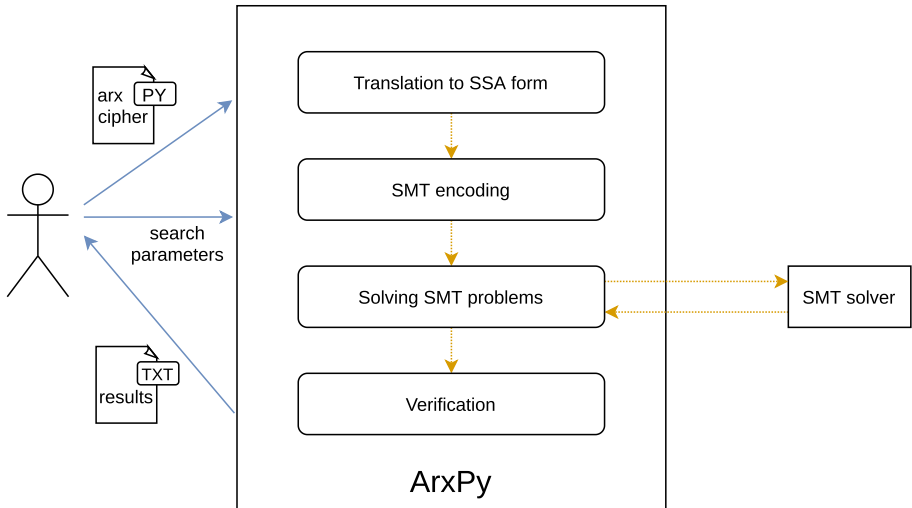 arx
PY
cipher
search
parameters
TXT
results
Translation to SSA form
SMT encoding
Solving SMT problems
Verification
ArxPy
SMT solver